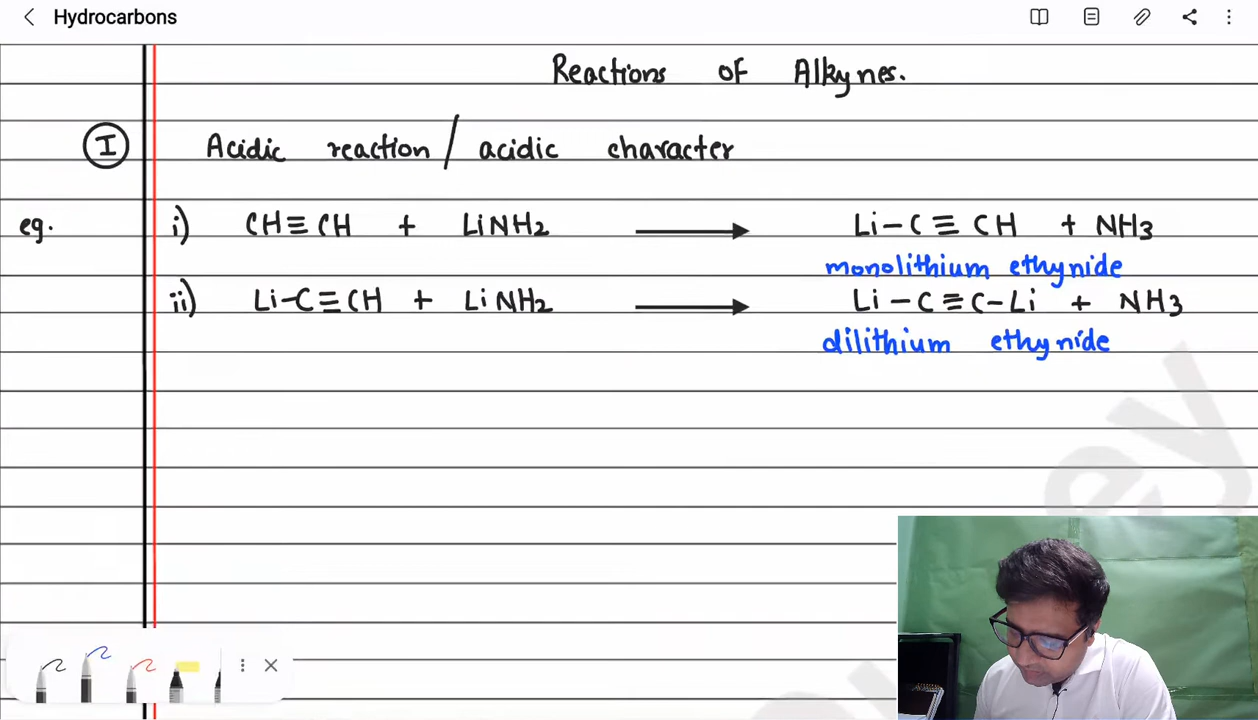 Hydrocarbons
Reactions of Alkynes.
I Acidic reaction / acidic character
eg. i) CH≡CH + LiNH2 ⟶ Li-C≡CH + NH3
monolithium ethynide
ii) Li-C≡CH + LiNH2 ⟶ Li-C≡C-Li + NH3
dilithium ethynide